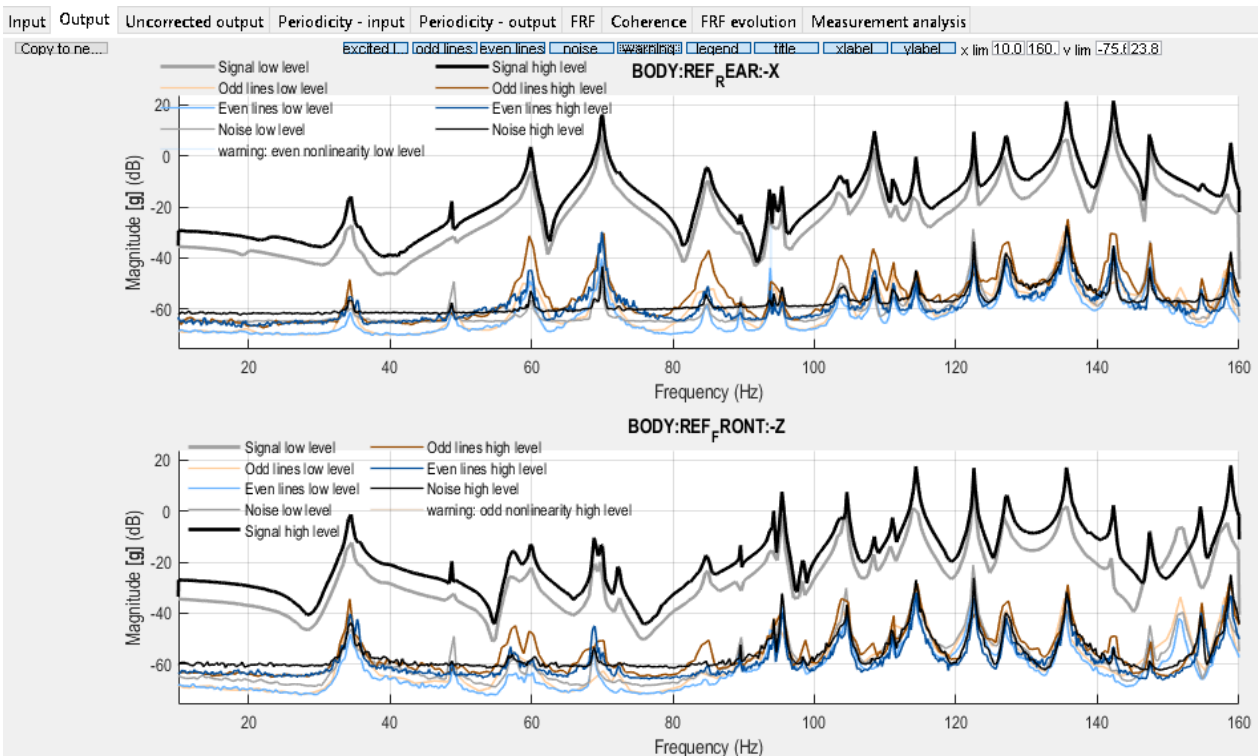 Input Output Uncorrected output Periodicity - input Periodicity - output FRF Coherence FRF evolution Measurement analysis
Copy to ne... excited l... odd lines even lines noise warning legend title xlabel ylabel x lim 10.0 160. y lim -75.6 23.8
BODY:REF_REAR:-X
Signal low level Signal high level
Odd lines low level Odd lines high level
Even lines low level Even lines high level
Noise low level Noise high level
warning: even nonlinearity low level
Magnitude [g] (dB)
20
0
-20
-40
-60
20 40 60 80 100 120 140 160
Frequency (Hz)
BODY:REF_FRONT:-Z
Signal low level Odd lines high level
Odd lines low level Even lines high level
Even lines low level Noise high level
Noise low level warning: odd nonlinearity high level
Signal high level
Magnitude [g] (dB)
20
0
-20
-40
-60
20 40 60 80 100 120 140 160
Frequency (Hz)